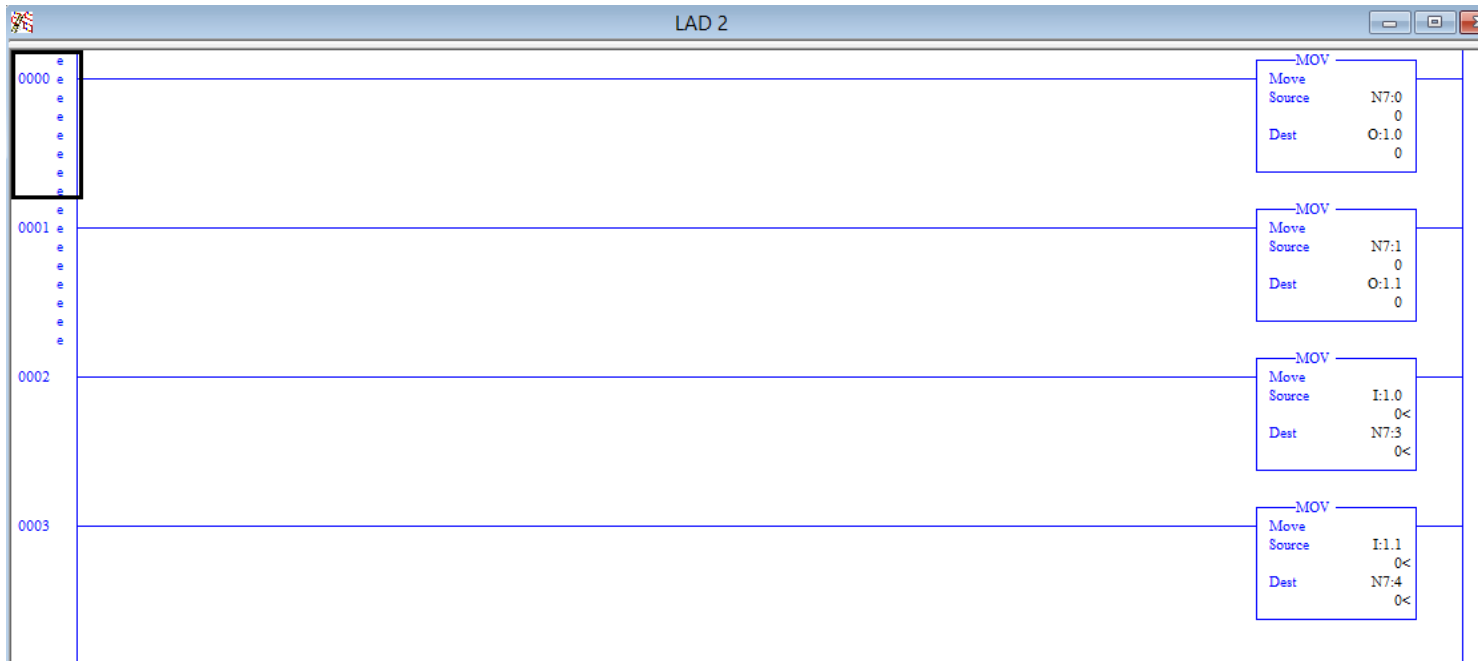 LAD 2
e
0000 e
e
e
e
e
e
e
MOV
Move
Source N7:0
0
Dest O:1.0
0
e
0001 e
e
e
e
e
e
e
MOV
Move
Source N7:1
0
Dest O:1.1
0
0002
MOV
Move
Source I:1.0
0<
Dest N7:3
0<
0003
MOV
Move
Source I:1.1
0<
Dest N7:4
0<